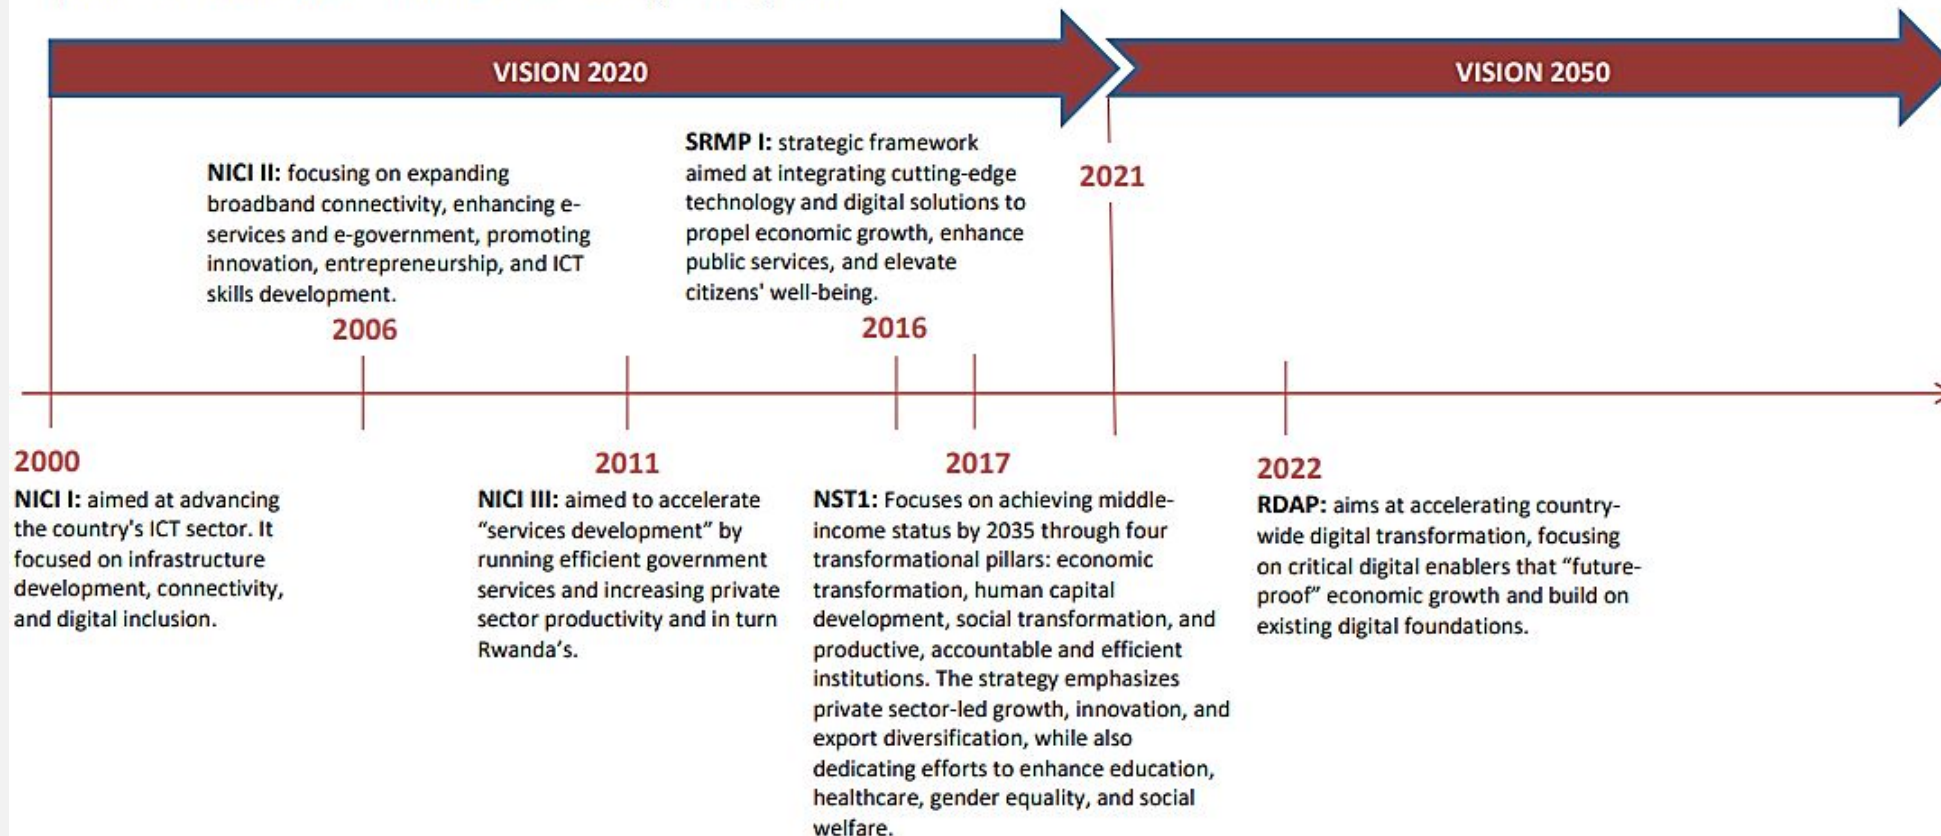 VISION 2020
VISION 2050
NICI II: focusing on expanding
broadband connectivity, enhancing e-
services and e-government, promoting
innovation, entrepreneurship, and ICT
skills development.
2006
SRMP I: strategic framework
aimed at integrating cutting-edge
technology and digital solutions to
propel economic growth, enhance
public services, and elevate
citizens' well-being.
2016
2021
2000
NICI I: aimed at advancing
the country's ICT sector. It
focused on infrastructure
development, connectivity,
and digital inclusion.
2011
NICI III: aimed to accelerate
“services development” by
running efficient government
services and increasing private
sector productivity and in turn
Rwanda’s.
2017
NST1: Focuses on achieving middle-
income status by 2035 through four
transformational pillars: economic
transformation, human capital
development, social transformation, and
productive, accountable and efficient
institutions. The strategy emphasizes
private sector-led growth, innovation, and
export diversification, while also
dedicating efforts to enhance education,
healthcare, gender equality, and social
welfare.
2022
RDAP: aims at accelerating country-
wide digital transformation, focusing
on critical digital enablers that “future-
proof” economic growth and build on
existing digital foundations.